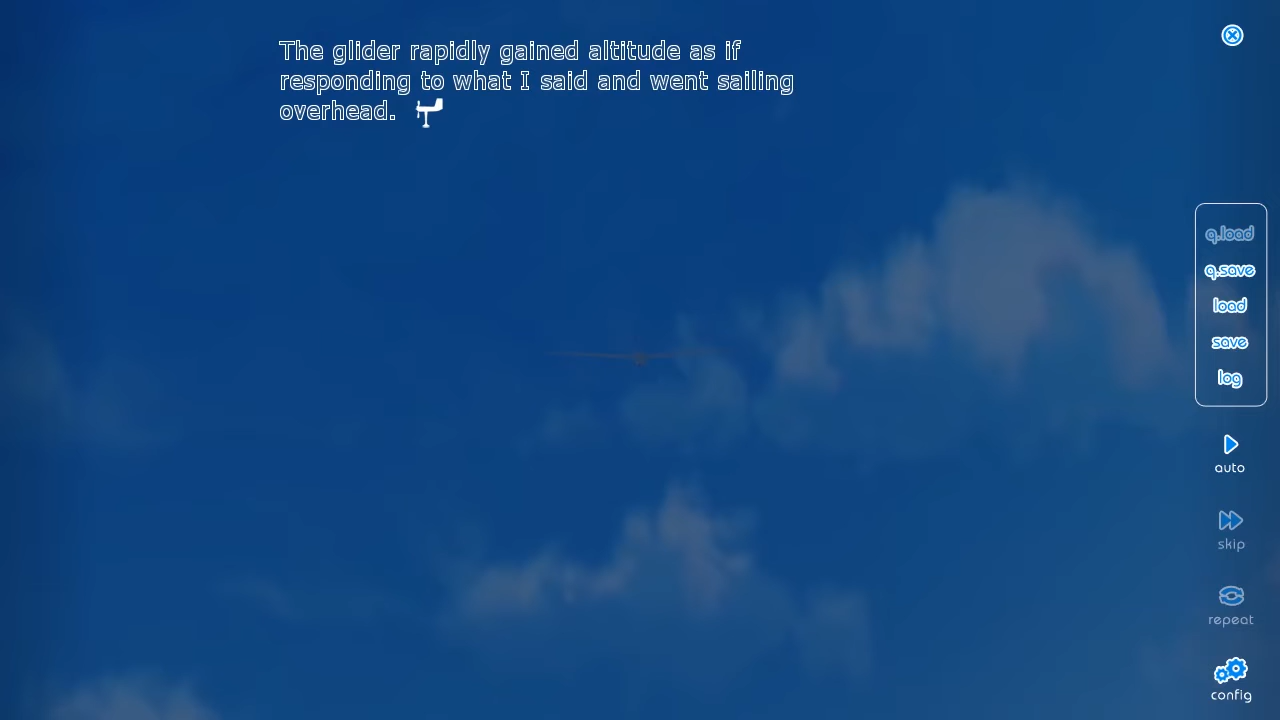 The glider rapidly gained altitude as if
responding to what I said and went sailing
overhead.
q.load
q.save
load
save
log
auto
skip
repeat
config